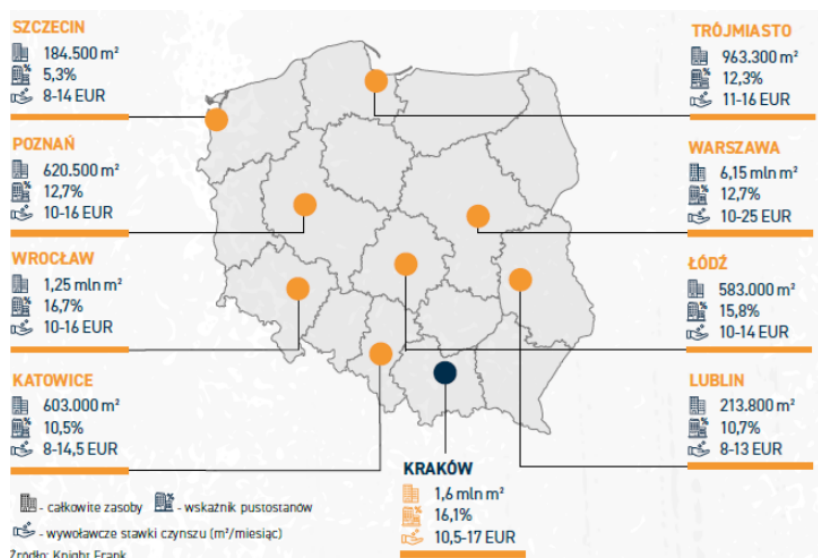 SZCZECIN
184.500 m²
5,3%
8-14 EUR
POZNAŃ
620.500 m²
12,7%
10-16 EUR
WROCŁAW
1,25 mln m²
16,7%
10-16 EUR
KATOWICE
603.000 m²
10,5%
8-14,5 EUR
TRÓJMIASTO
963.300 m²
12,3%
11-16 EUR
WARSZAWA
6,15 mln m²
12,7%
10-25 EUR
ŁÓDŹ
583.000 m²
15,8%
10-14 EUR
LUBLIN
213.800 m²
10,7%
8-13 EUR
KRAKÓW
1,6 mln m²
16,1%
10,5-17 EUR
- całkowite zasoby - wskaźnik pustostanów
- wywoławcze stawki czynszu (m²/miesiąc)
Źródło: Knight Frank